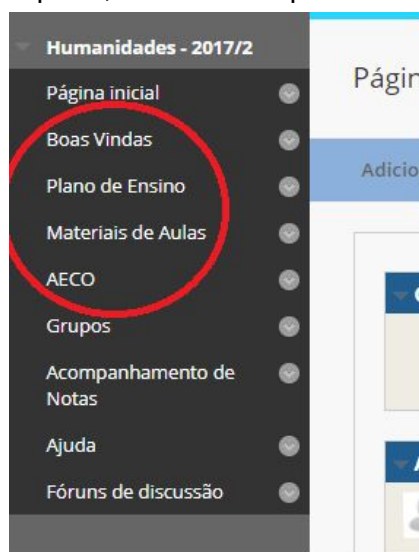 Humanidades - 2017/2
Página inicial
Boas Vindas
Plano de Ensino
Materiais de Aulas
AECO
Grupos
Acompanhamento de
Notas
Ajuda
Fóruns de discussão
Págin
Adicio